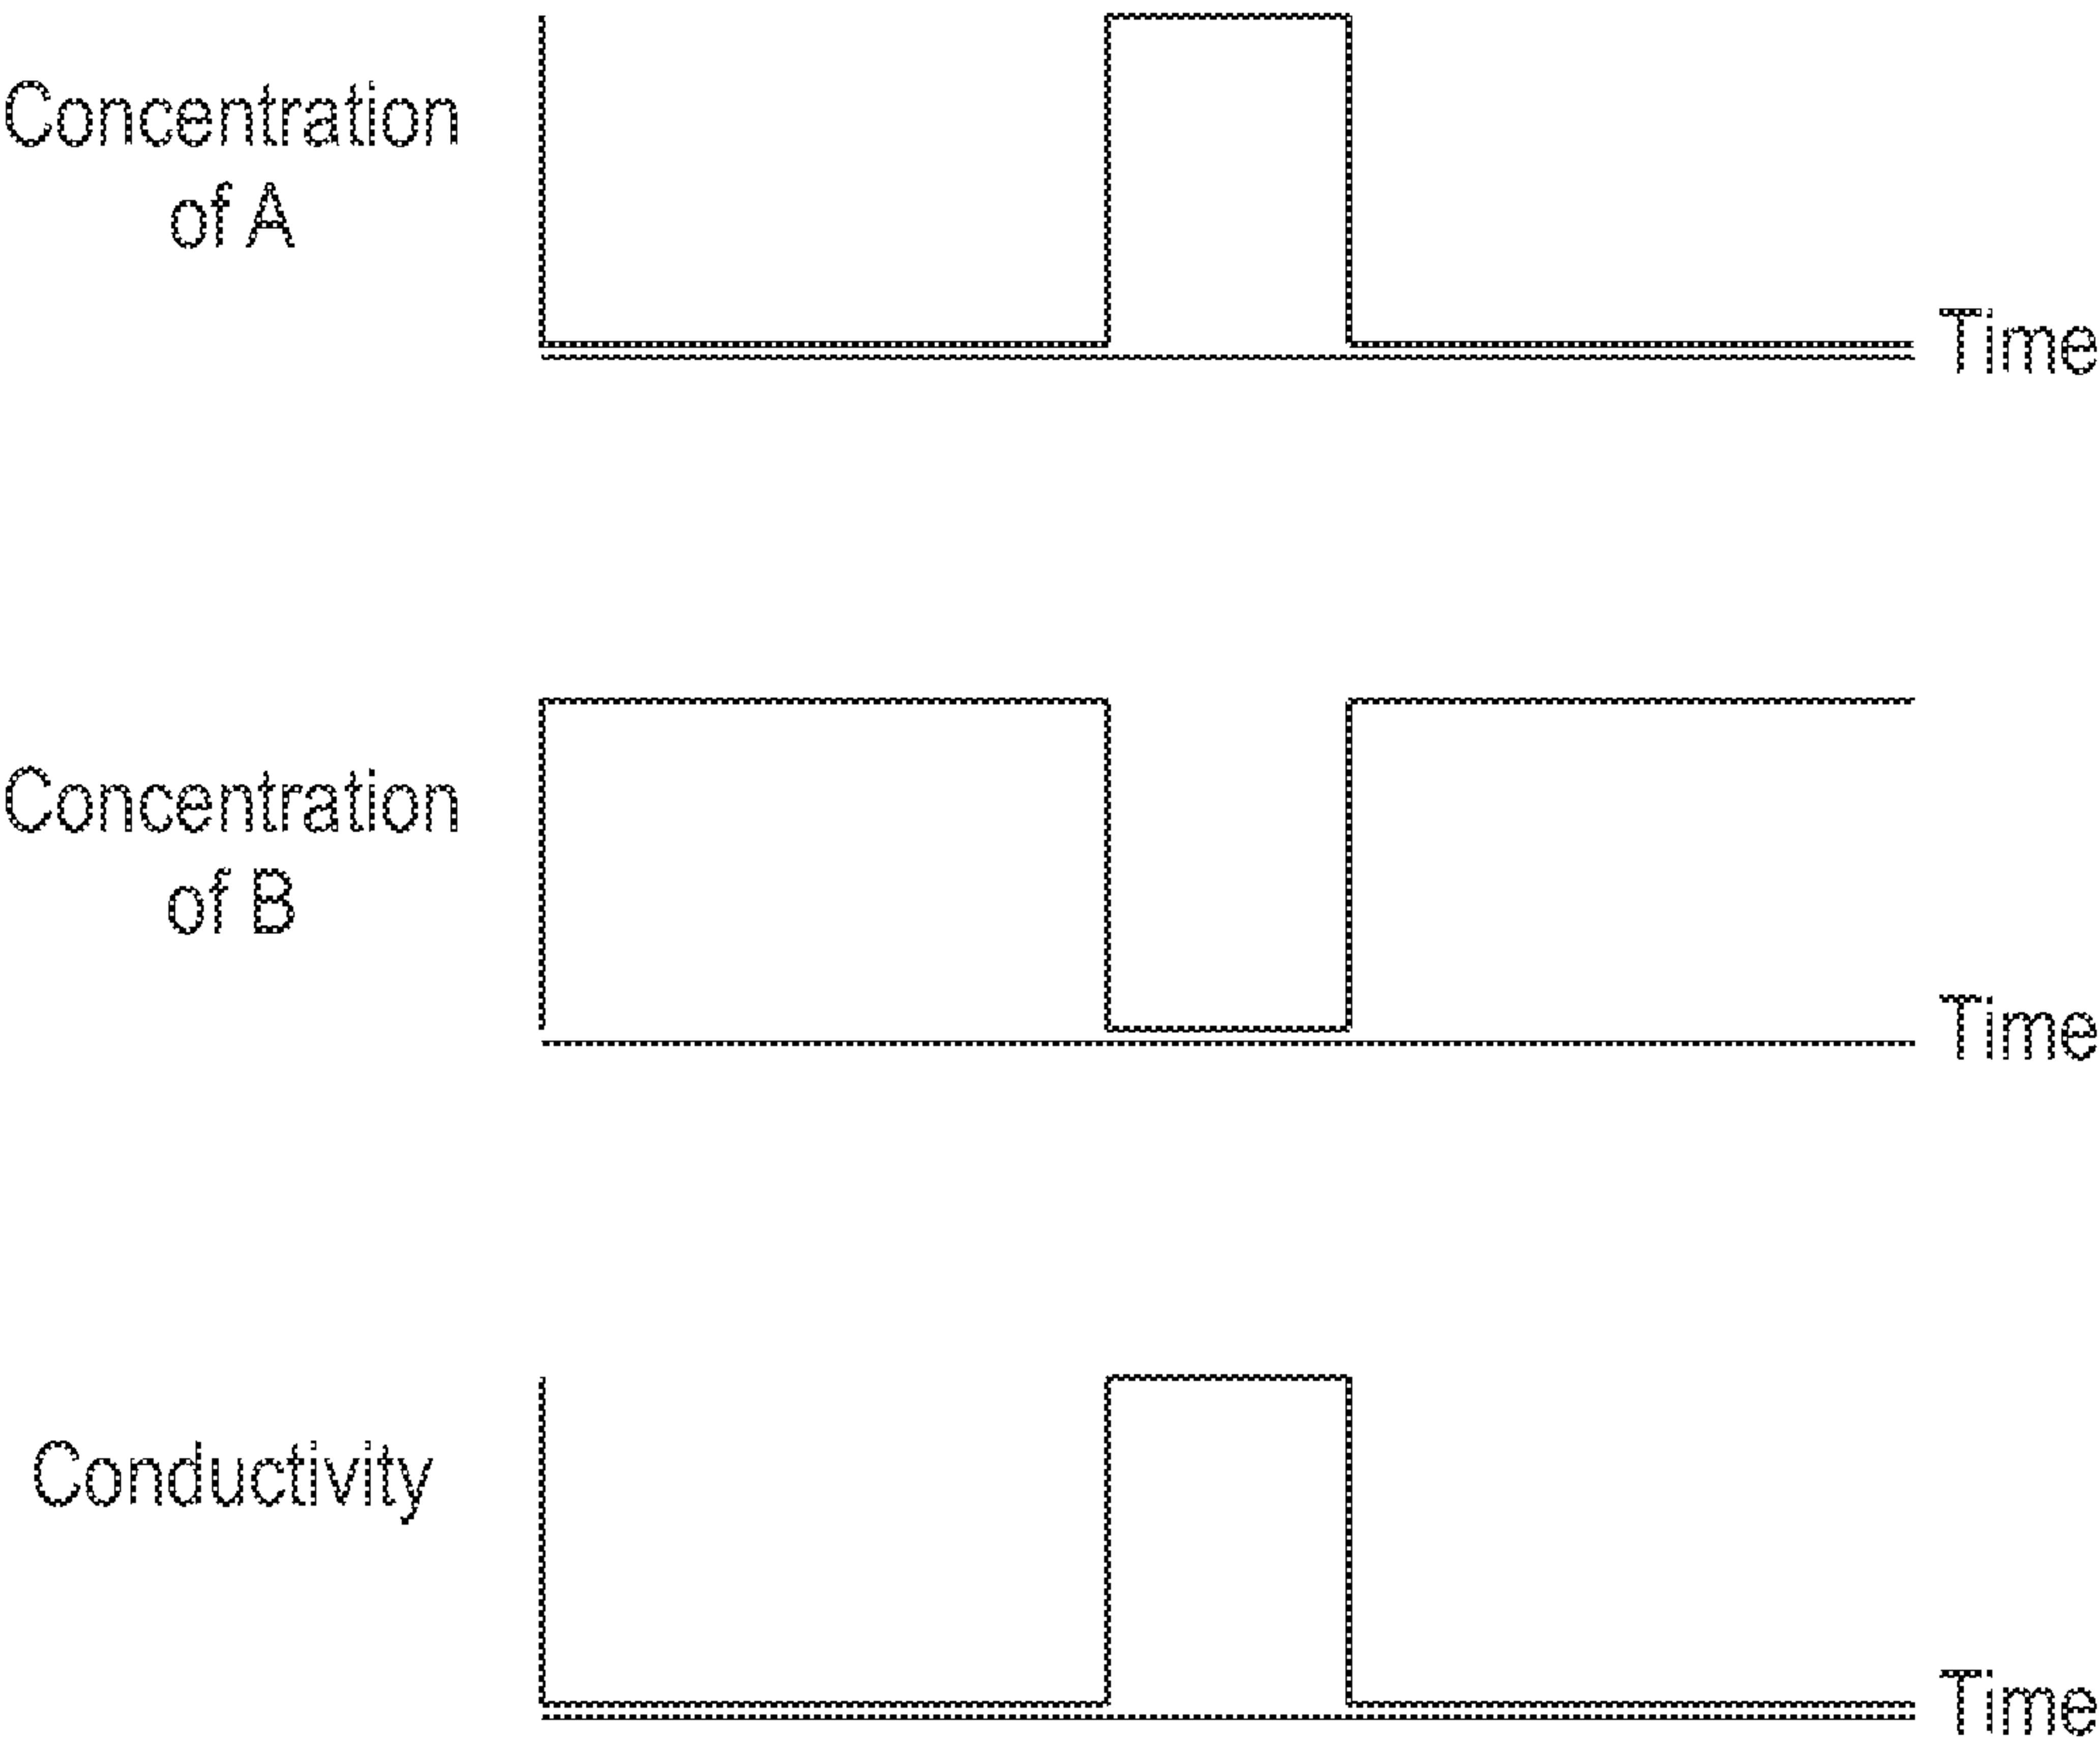 Concentration
of A
Time
Concentration
of B
Time
Conductivity
Time